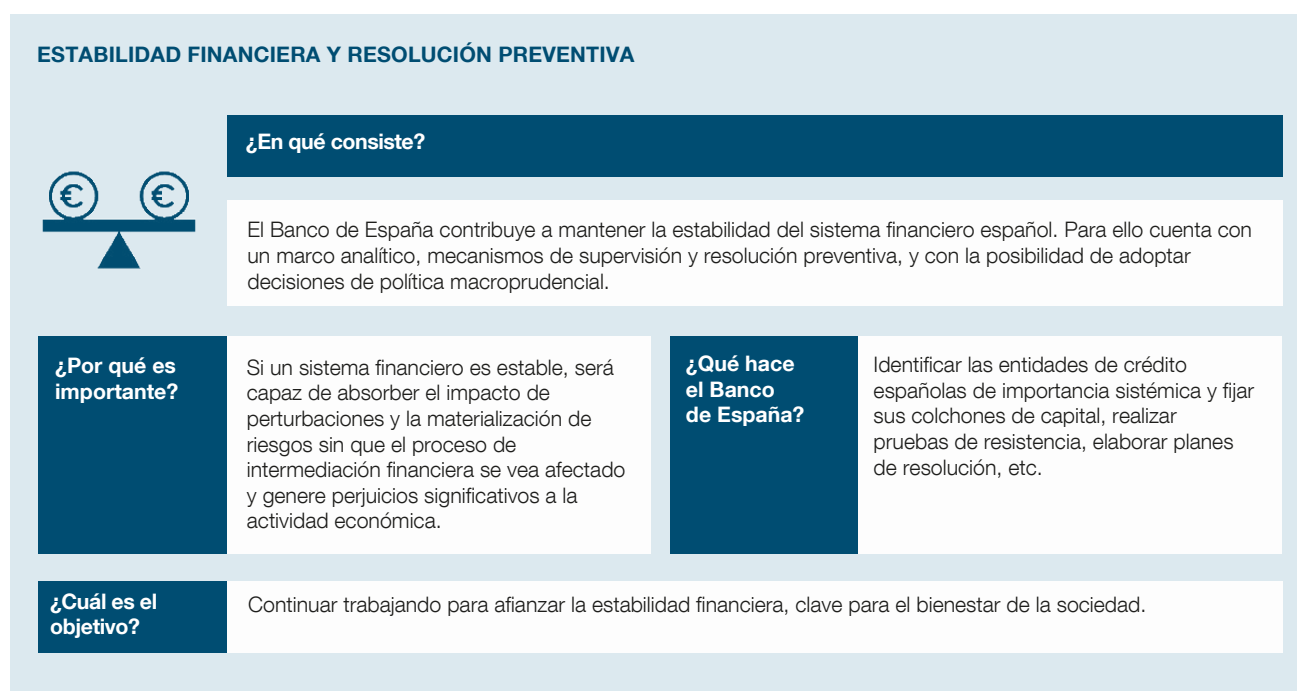 ESTABILIDAD FINANCIERA Y RESOLUCIÓN PREVENTIVA
¿En qué consiste?
€ €
El Banco de España contribuye a mantener la estabilidad del sistema financiero español. Para ello cuenta con
un marco analítico, mecanismos de supervisión y resolución preventiva, y con la posibilidad de adoptar
decisiones de política macroprudencial.
¿Por qué es
importante?
Si un sistema financiero es estable, será
capaz de absorber el impacto de
perturbaciones y la materialización de
riesgos sin que el proceso de
intermediación financiera se vea afectado
y genere perjuicios significativos a la
actividad económica.
¿Qué hace
el Banco
de España?
Identificar las entidades de crédito
españolas de importancia sistémica y fijar
sus colchones de capital, realizar
pruebas de resistencia, elaborar planes
de resolución, etc.
¿Cuál es el
objetivo?
Continuar trabajando para afianzar la estabilidad financiera, clave para el bienestar de la sociedad.